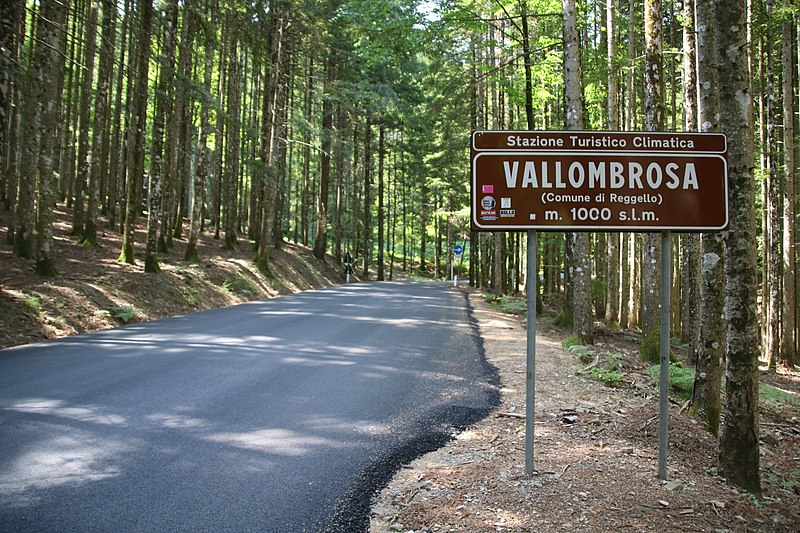 Stazione Turistico Climatica
VALLOMBROSA
(Comune di Reggello)
m. 1000 s.l.m.